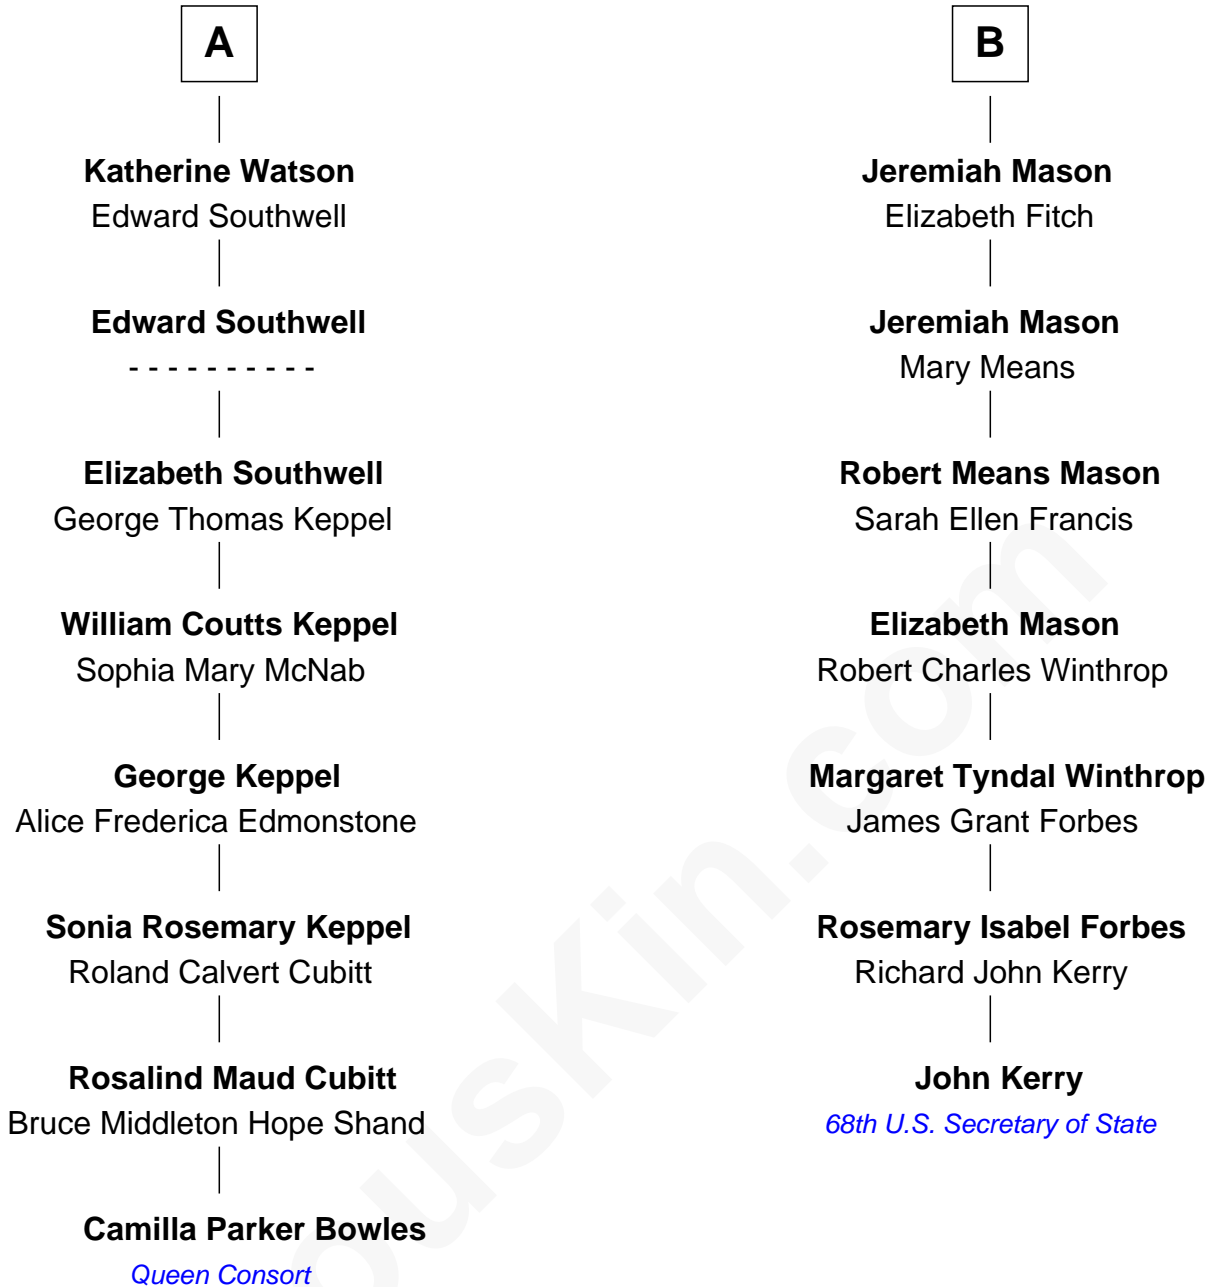 A
Katherine Watson
Edward Southwell
Edward Southwell
- - - - - - - - - -
Elizabeth Southwell
George Thomas Keppel
William Coutts Keppel
Sophia Mary McNab
George Keppel
Alice Frederica Edmonstone
Sonia Rosemary Keppel
Roland Calvert Cubitt
Rosalind Maud Cubitt
Bruce Middleton Hope Shand
Camilla Parker Bowles
Queen Consort
B
Jeremiah Mason
Elizabeth Fitch
Jeremiah Mason
Mary Means
Robert Means Mason
Sarah Ellen Francis
Elizabeth Mason
Robert Charles Winthrop
Margaret Tyndal Winthrop
James Grant Forbes
Rosemary Isabel Forbes
Richard John Kerry
John Kerry
68th U.S. Secretary of State
ousKin.com